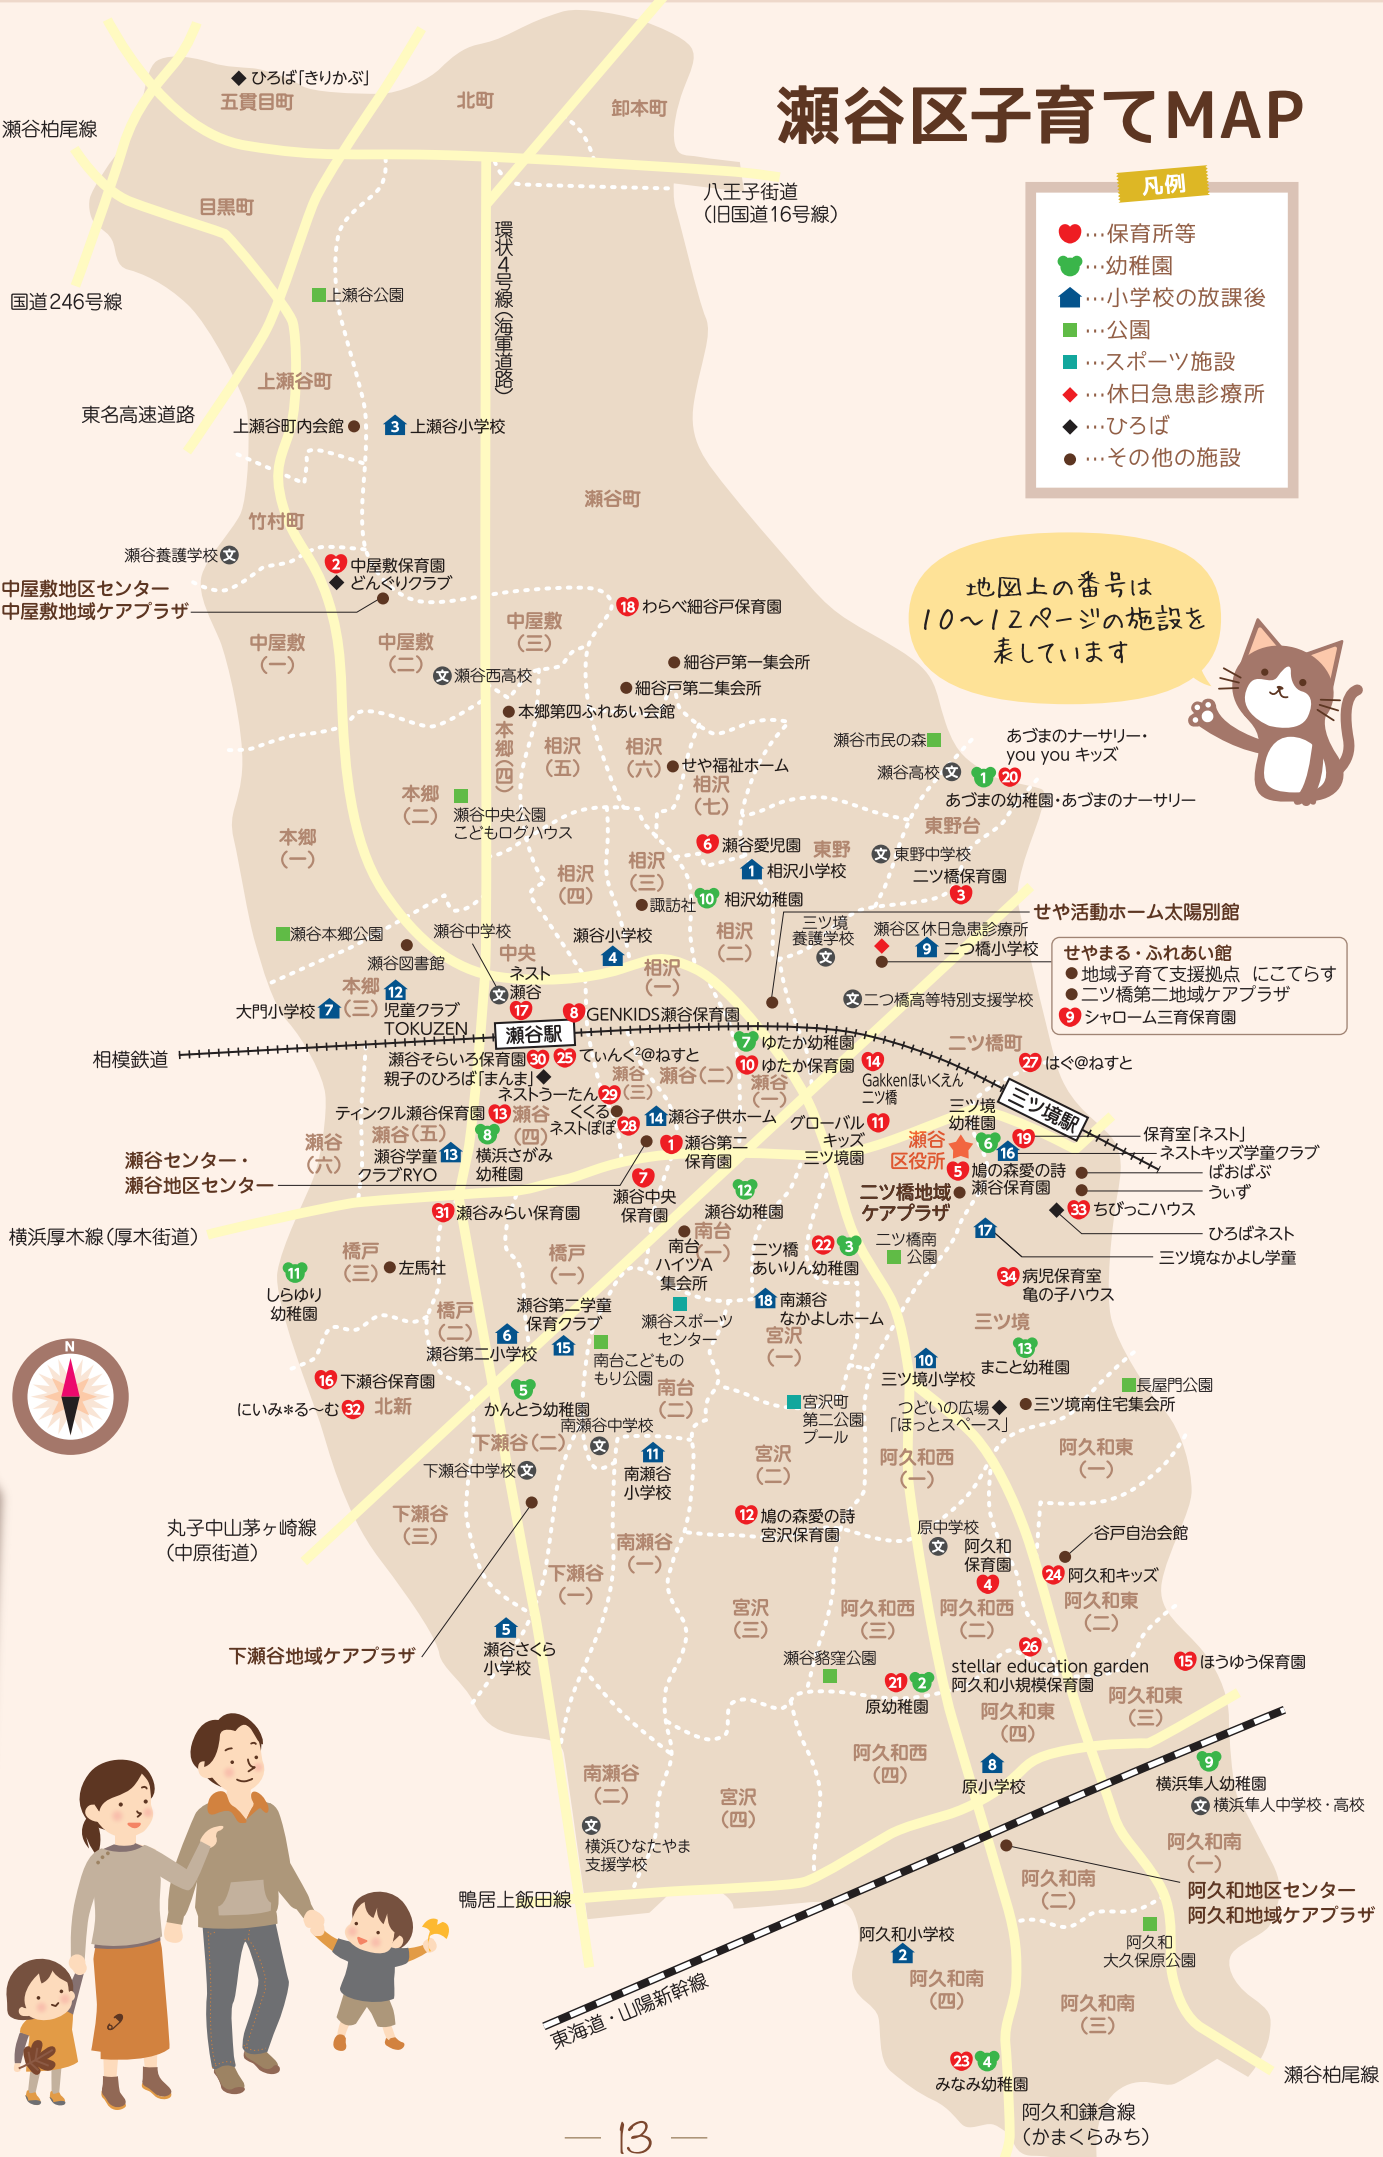 瀬谷区子育てMAP
凡例
…保育所等
…幼稚園
…小学校の放課後
…公園
…スポーツ施設
…休日急患診療所
…ひろば
…その他の施設
地図上の番号は
10～12ページの施設を
表しています
ひろば「きりかぶ」
五貫目町
北町
卸本町
瀬谷柏尾線
目黒町
八王子街道
(旧国道16号線)
環状4号線(海軍道路)
国道246号線
上瀬谷公園
上瀬谷町
東名高速道路
上瀬谷町内会館
3 上瀬谷小学校
瀬谷町
竹村町
瀬谷養護学校 文
2 中屋敷保育園
どんぐりクラブ
中屋敷地区センター
中屋敷地域ケアプラザ
18 わらべ細谷戸保育園
中屋敷
(一)
中屋敷
(二)
中屋敷
(三)
文 瀬谷西高校
細谷戸第一集会所
細谷戸第二集会所
本郷第四ふれあい会館
本郷(四)
相沢
(五)
相沢
(六)
せや福祉ホーム
相沢
(七)
瀬谷市民の森
瀬谷高校 文
あづまのナーサリー・
you you キッズ
1 20
あづまの幼稚園・あづまのナーサリー
東野台
本郷
(二)
瀬谷中央公園
こどもログハウス
本郷
(一)
6 瀬谷愛児園
東野
文 東野中学校
1 相沢小学校
二ツ橋保育園
3
相沢
(四)
相沢
(三)
諏訪社
10 相沢幼稚園
せや活動ホーム太陽別館
瀬谷本郷公園
瀬谷図書館
瀬谷中学校
文
中央
瀬谷小学校
4
相沢
(二)
相沢
(一)
三ツ境
養護学校
文
瀬谷区休日急患診療所
9 二つ橋小学校
せやまる・ふれあい館
地域子育て支援拠点 にこてらす
二ツ橋第二地域ケアプラザ
9 シャローム三育保育園
文 二つ橋高等特別支援学校
本郷
(三)
大門小学校 7
12
児童クラブ
TOKUZEN
ネスト
瀬谷
17
8 GENKIDS瀬谷保育園
瀬谷駅
相模鉄道
7 ゆたか幼稚園
10 ゆたか保育園
二ツ橋町
瀬谷そらいろ保育園 30
25 てぃんく²@ねすと
親子のひろば「まんま」
ネストうーたん 29
瀬谷
(三)
瀬谷(二)
瀬谷
(一)
14
Gakkenほいくえん
二ツ橋
27 はぐ@ねすと
三ツ境駅
ティンクル瀬谷保育園 13
くくる
ネストぽぽ 28
14 瀬谷子供ホーム
瀬谷
(四)
瀬谷(五)
瀬谷
(六)
8
横浜さがみ
幼稚園
瀬谷学童
クラブRYO
13
1 瀬谷第二
保育園
グローバル
キッズ
三ツ境園
11
三ツ境
幼稚園
6
19
16
瀬谷
区役所
保育室「ネスト」
ネストキッズ学童クラブ
ばおばぶ
うぃず
瀬谷センター・
瀬谷地区センター
5 鳩の森愛の詩
瀬谷保育園
二ツ橋地域
ケアプラザ
33 ちびっこハウス
ひろばネスト
7
瀬谷中央
保育園
12
瀬谷幼稚園
31 瀬谷みらい保育園
横浜厚木線(厚木街道)
17
三ツ境なかよし学童
南台
(一)
南台
ハイツA
集会所
二ツ橋
あいりん幼稚園
22 3
二ツ橋南
公園
34 病児保育室
亀の子ハウス
橋戸
(三)
左馬社
橋戸
(一)
橋戸
(二)
11
しらゆり
幼稚園
瀬谷第二学童
保育クラブ
15
6
瀬谷第二小学校
瀬谷スポーツ
センター
18 南瀬谷
なかよしホーム
宮沢
(一)
三ツ境
13
まこと幼稚園
10
三ツ境小学校
南台こどもの
もり公園
16 下瀬谷保育園
にいみ*る～む 32
北新
5
かんとう幼稚園
南台
(二)
宮沢町
第二公園
プール
長屋門公園
つどいの広場
「ほっとスペース」
三ツ境南住宅集会所
南瀬谷中学校
文
下瀬谷(二)
下瀬谷中学校 文
11
南瀬谷
小学校
宮沢
(二)
阿久和西
(一)
阿久和東
(一)
丸子中山茅ヶ崎線
(中原街道)
下瀬谷
(三)
12 鳩の森愛の詩
宮沢保育園
南瀬谷
(一)
下瀬谷
(一)
原中学校
文
阿久和
保育園
4
谷戸自治会館
24 阿久和キッズ
阿久和東
(二)
5
瀬谷さくら
小学校
下瀬谷地域ケアプラザ
宮沢
(三)
阿久和西
(三)
阿久和西
(二)
26
stellar education garden
阿久和小規模保育園
15 ほうゆう保育園
瀬谷貉窪公園
21 2
原幼稚園
阿久和東
(四)
阿久和東
(三)
南瀬谷
(二)
宮沢
(四)
阿久和西
(四)
8
原小学校
9
横浜隼人幼稚園
文 横浜隼人中学校・高校
文
横浜ひなたやま
支援学校
阿久和南
(一)
阿久和南
(二)
阿久和地区センター
阿久和地域ケアプラザ
鴨居上飯田線
阿久和小学校
2
阿久和
大久保原公園
阿久和南
(四)
阿久和南
(三)
東海道・山陽新幹線
23 4
みなみ幼稚園
瀬谷柏尾線
阿久和鎌倉線
(かまくらみち)
N
13